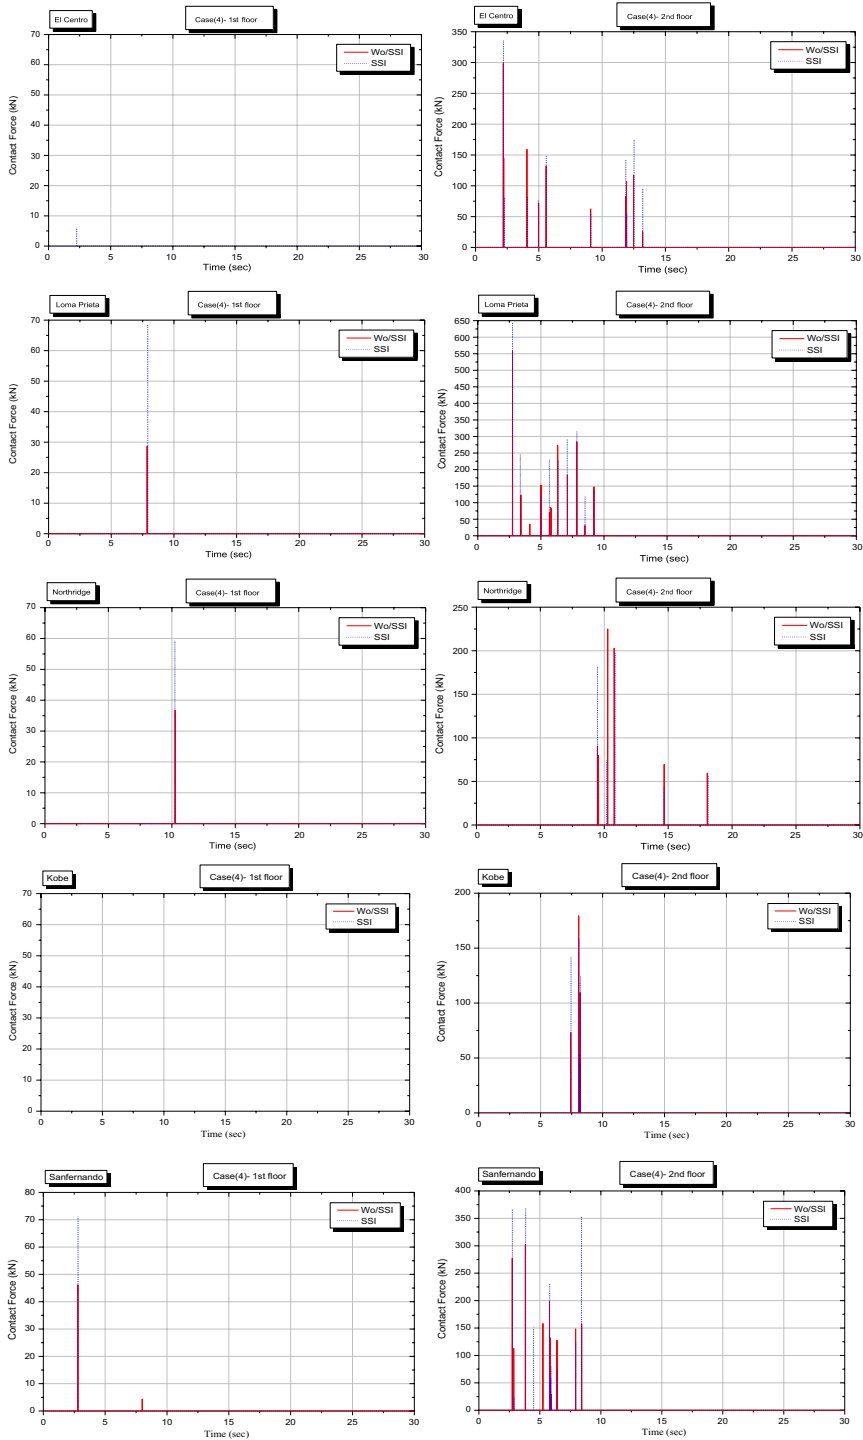 El Centro
Case(4)- 1st floor
70
60
50
40
30
20
10
0
Contact Force (kN)
Wo/SSI
SSI
0 5 10 15 20 25 30
Time (sec)
El Centro
Case(4)- 2nd floor
350
300
250
200
150
100
50
0
Contact Force (kN)
Wo/SSI
SSI
0 5 10 15 20 25 30
Time (sec)
Loma Prieta
Case(4)- 1st floor
70
60
50
40
30
20
10
0
Contact Force (kN)
Wo/SSI
SSI
0 5 10 15 20 25 30
Time (sec)
Loma Prieta
Case(4)- 2nd floor
650
600
550
500
450
400
350
300
250
200
150
100
50
0
Contact Force (kN)
Wo/SSI
SSI
0 5 10 15 20 25 30
Time (sec)
Northridge
Case(4)- 1st floor
70
60
50
40
30
20
10
0
Contact Force (kN)
Wo/SSI
SSI
0 5 10 15 20 25 30
Time (sec)
Northridge
Case(4)- 2nd floor
250
200
150
100
50
0
Contact Force (kN)
Wo/SSI
SSI
0 5 10 15 20 25 30
Time (sec)
Kobe
Case(4)- 1st floor
70
60
50
40
30
20
10
0
Contact Force (kN)
Wo/SSI
SSI
0 5 10 15 20 25 30
Time (sec)
Kobe
Case(4)- 2nd floor
200
150
100
50
0
Contact Force (kN)
Wo/SSI
SSI
0 5 10 15 20 25 30
Time (sec)
Sanfernando
Case(4)- 1st floor
80
70
60
50
40
30
20
10
0
Contact Force (kN)
Wo/SSI
SSI
0 5 10 15 20 25 30
Time (sec)
Sanfernando
Case(4)- 2nd floor
400
350
300
250
200
150
100
50
0
Contact Force (kN)
Wo/SSI
SSI
0 5 10 15 20 25 30
Time (sec)